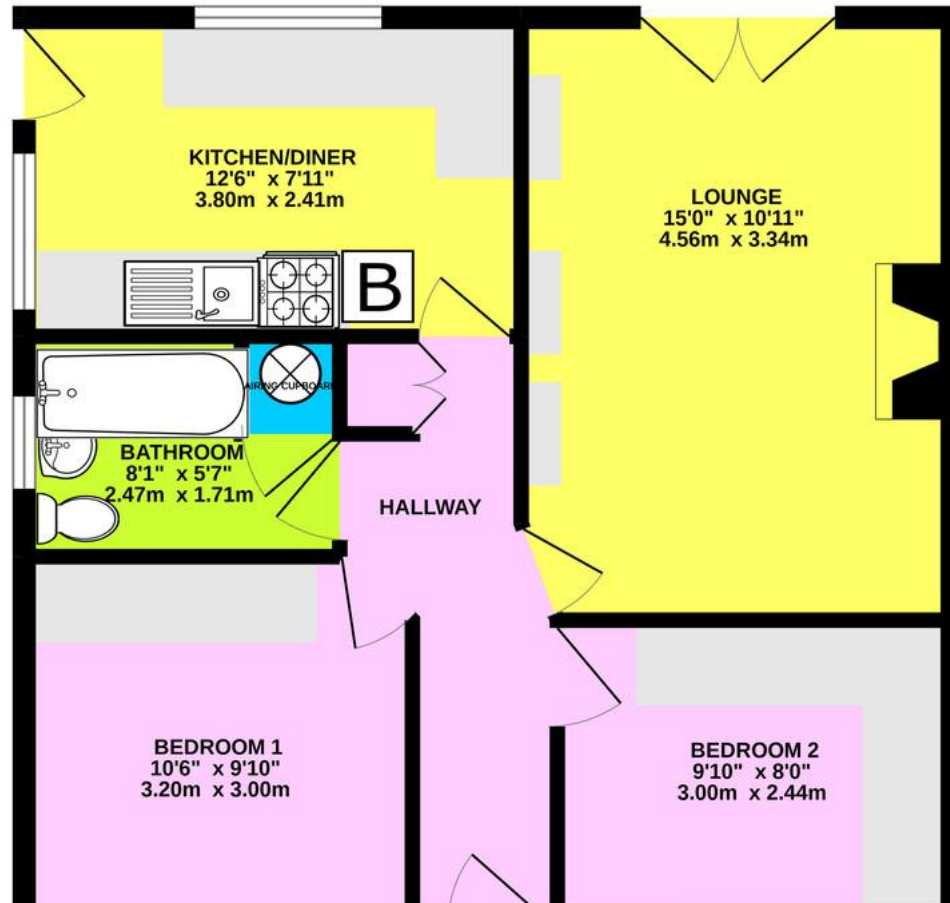 KITCHEN/DINER
12'6" x 7'11"
3.80m x 2.41m
LOUNGE
15'0" x 10'11"
4.56m x 3.34m
B
AIRING CUPBOARD
BATHROOM
8'1" x 5'7"
2.47m x 1.71m
HALLWAY
BEDROOM 1
10'6" x 9'10"
3.20m x 3.00m
BEDROOM 2
9'10" x 8'0"
3.00m x 2.44m